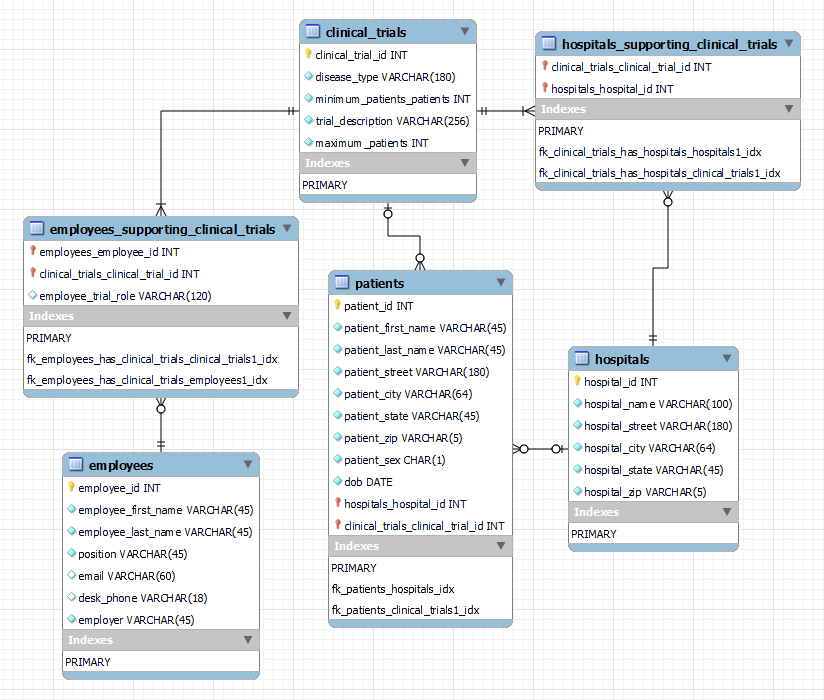 clinical_trials
clinical_trial_id INT
disease_type VARCHAR(180)
minimum_patients_patients INT
trial_description VARCHAR(256)
maximum_patients INT
Indexes
PRIMARY
hospitals_supporting_clinical_trials
clinical_trials_clinical_trial_id INT
hospitals_hospital_id INT
Indexes
PRIMARY
fk_clinical_trials_has_hospitals_hospitals1_idx
fk_clinical_trials_has_hospitals_clinical_trials1_idx
employees_supporting_clinical_trials
employees_employee_id INT
clinical_trials_clinical_trial_id INT
employee_trial_role VARCHAR(120)
Indexes
PRIMARY
fk_employees_has_clinical_trials_clinical_trials1_idx
fk_employees_has_clinical_trials_employees1_idx
patients
patient_id INT
patient_first_name VARCHAR(45)
patient_last_name VARCHAR(45)
patient_street VARCHAR(180)
patient_city VARCHAR(64)
patient_state VARCHAR(45)
patient_zip VARCHAR(5)
patient_sex CHAR(1)
dob DATE
hospitals_hospital_id INT
clinical_trials_clinical_trial_id INT
Indexes
PRIMARY
fk_patients_hospitals_idx
fk_patients_clinical_trials1_idx
hospitals
hospital_id INT
hospital_name VARCHAR(100)
hospital_street VARCHAR(180)
hospital_city VARCHAR(64)
hospital_state VARCHAR(45)
hospital_zip VARCHAR(5)
Indexes
PRIMARY
employees
employee_id INT
employee_first_name VARCHAR(45)
employee_last_name VARCHAR(45)
position VARCHAR(45)
email VARCHAR(60)
desk_phone VARCHAR(18)
employer VARCHAR(45)
Indexes
PRIMARY